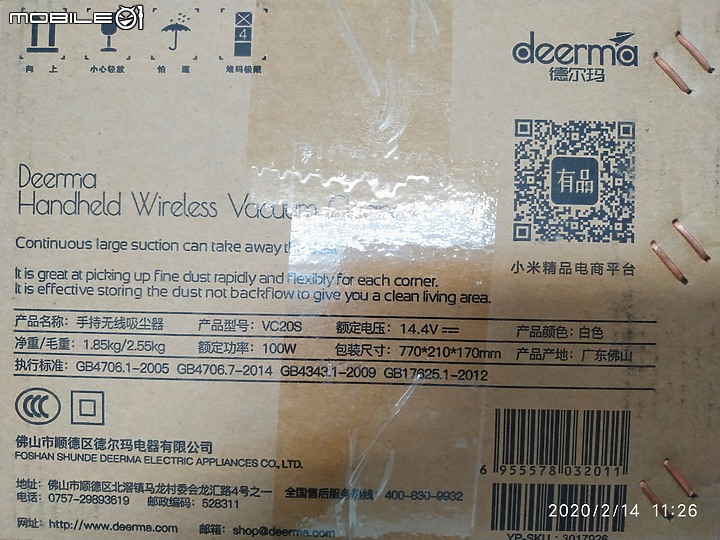 MOBILE01
4
向 上
小心轻放
怕 湿
堆码极限
deerma
德尔玛
有品
小米精品电商平台
Deerma
Handheld Wireless Vacuum
Continuous large suction can take away
It is great at picking up fine dust rapidly and flexibly for each corner.
It is effective storing the dust not backflow to give you a clean living area.
产品名称：手持无线吸尘器 产品型号：VC20S 额定电压：14.4V 产品颜色：白色
净重/毛重：1.85kg/2.55kg 额定功率：100W 包装尺寸：770*210*170mm 产品产地：广东佛山
执行标准：GB4706.1-2005 GB4706.7-2014 GB4343.1-2009 GB17625.1-2012
CCC
佛山市顺德区德尔玛电器有限公司
FOSHAN SHUNDE DEERMA ELECTRIC APPLIANCES CO., LTD.
地址：佛山市顺德区北滘镇马龙村委会龙汇路4号之一 全国售后服务热线：400-830-9932
电话：0757-29893619 邮政编码：528311
网址：http://www.deerma.com 邮箱：shop@deerma.com
6 955578 032011
YP-SKU：3017926
2020/2/14 11:26